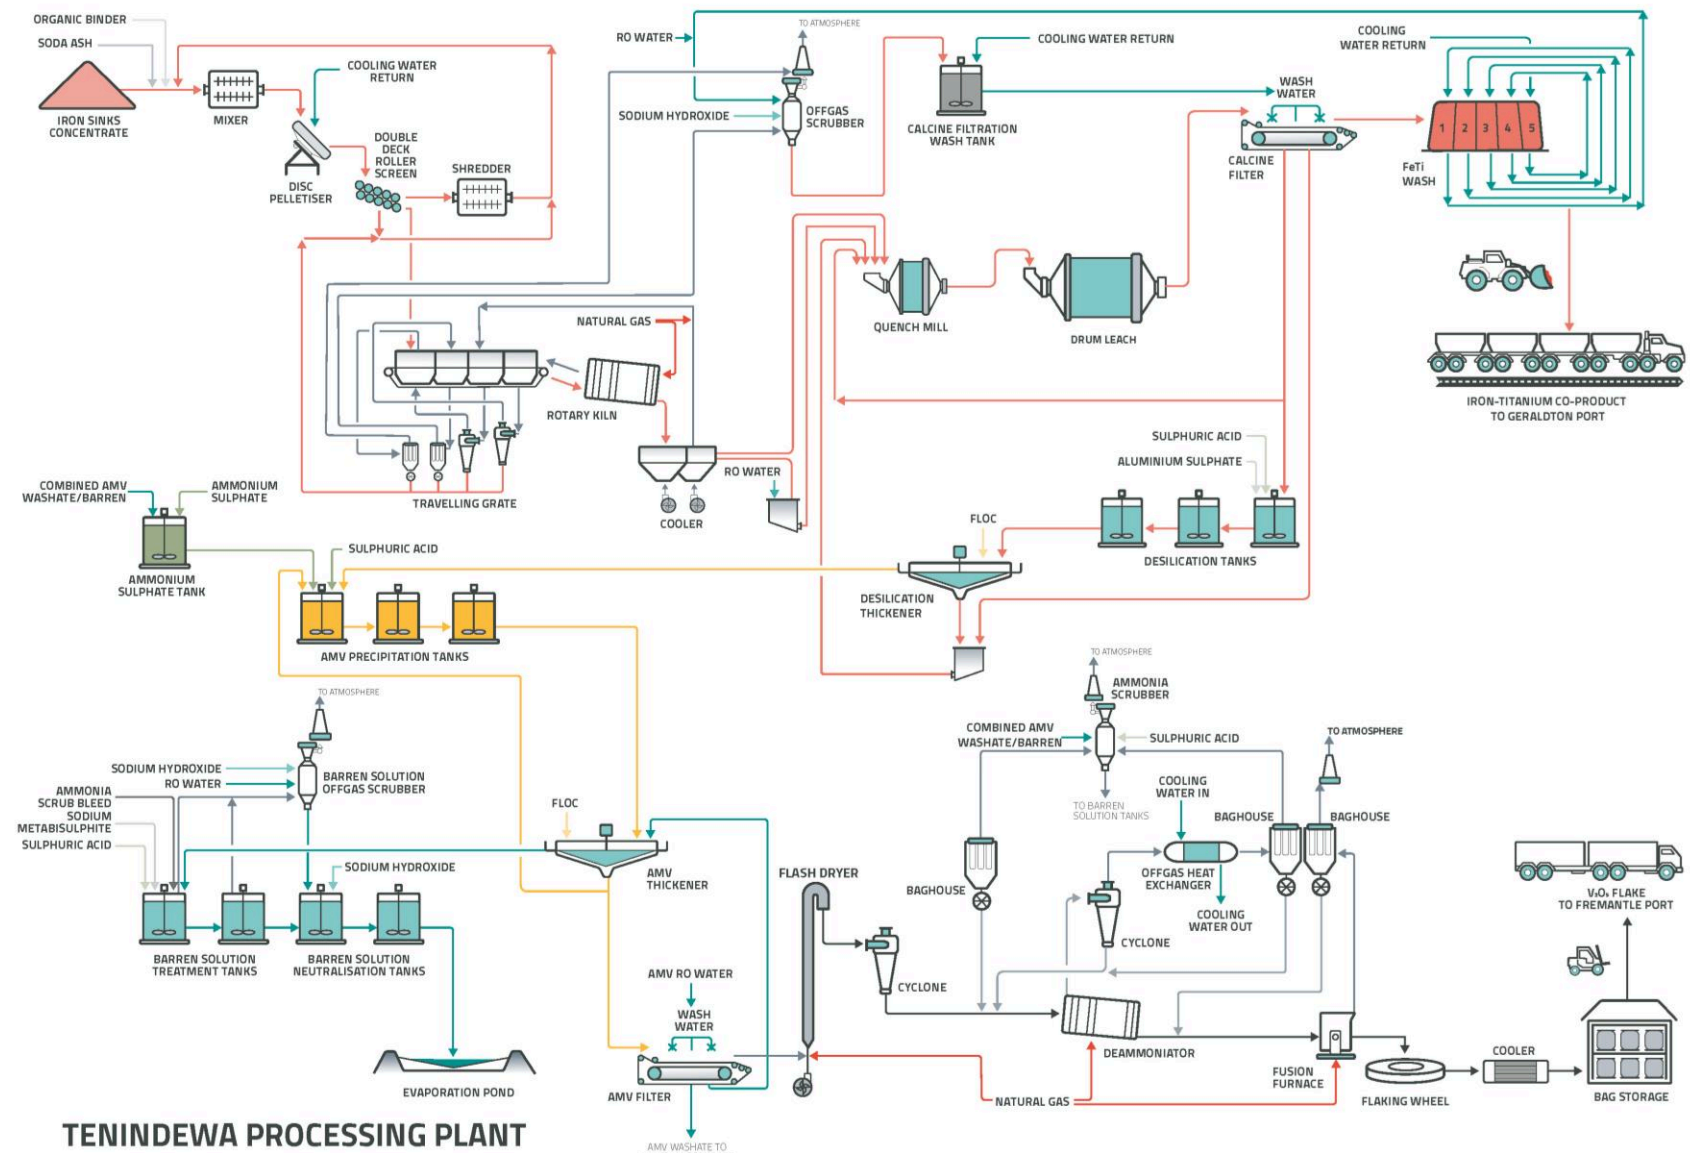 ORGANIC BINDER
SODA ASH
IRON SINKS
CONCENTRATE
MIXER
COOLING WATER
RETURN
DISC
PELLETISER
DOUBLE
DECK
ROLLER
SCREEN
SHREDDER
RO WATER
TO ATMOSPHERE
SODIUM HYDROXIDE
OFFGAS
SCRUBBER
COOLING WATER RETURN
CALCINE FILTRATION
WASH TANK
WASH
WATER
CALCINE
FILTER
COOLING
WATER RETURN
1 2 3 4 5
FeTi
WASH
QUENCH MILL
DRUM LEACH
NATURAL GAS
ROTARY KILN
TRAVELLING GRATE
COOLER
RO WATER
IRON-TITANIUM CO-PRODUCT
TO GERALDTON PORT
SULPHURIC ACID
ALUMINIUM SULPHATE
DESILICATION TANKS
FLOC
DESILICATION
THICKENER
COMBINED AMV
WASHATE/BARREN
AMMONIUM
SULPHATE
AMMONIUM
SULPHATE TANK
SULPHURIC ACID
AMV PRECIPITATION TANKS
TO ATMOSPHERE
SODIUM HYDROXIDE
RO WATER
BARREN SOLUTION
OFFGAS SCRUBBER
AMMONIA
SCRUB BLEED
SODIUM
METABISULPHITE
SULPHURIC ACID
SODIUM HYDROXIDE
BARREN SOLUTION
TREATMENT TANKS
BARREN SOLUTION
NEUTRALISATION TANKS
EVAPORATION POND
FLOC
AMV
THICKENER
AMV RO WATER
WASH
WATER
AMV FILTER
AMV WASHATE TO
FLASH DRYER
CYCLONE
BAGHOUSE
TO ATMOSPHERE
AMMONIA
SCRUBBER
COMBINED AMV
WASHATE/BARREN
SULPHURIC ACID
TO BARREN
SOLUTION TANKS
COOLING
WATER IN
OFFGAS HEAT
EXCHANGER
COOLING
WATER OUT
CYCLONE
BAGHOUSE
BAGHOUSE
TO ATMOSPHERE
DEAMMONIATOR
NATURAL GAS
FUSION
FURNACE
FLAKING WHEEL
COOLER
BAG STORAGE
V₂O₅ FLAKE
TO FREMANTLE PORT
TENINDEWA PROCESSING PLANT